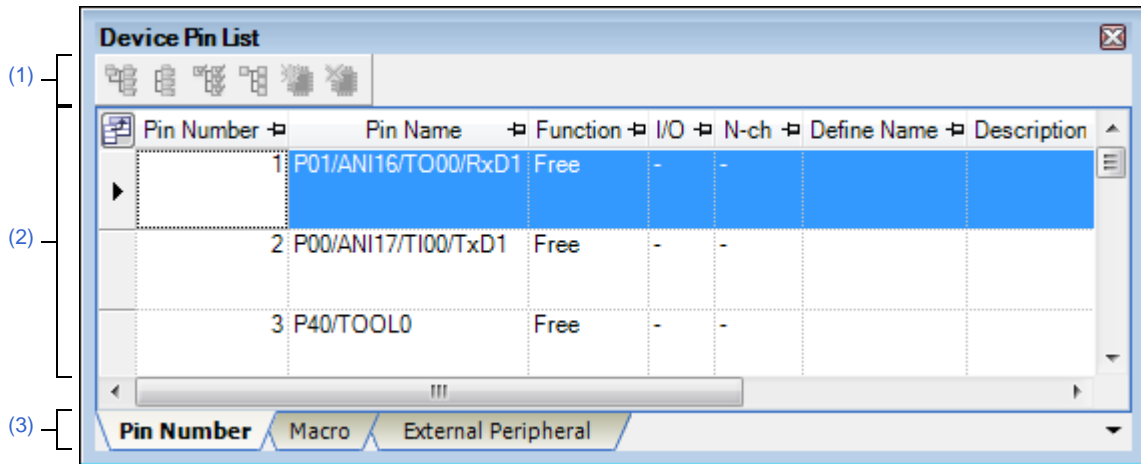 Device Pin List
(1)
Pin Number Pin Name Function I/O N-ch Define Name Description
1 P01/ANI16/TO00/RxD1 Free - -
(2)
2 P00/ANI17/TI00/TxD1 Free - -
3 P40/TOOL0 Free - -
(3)
Pin Number Macro External Peripheral